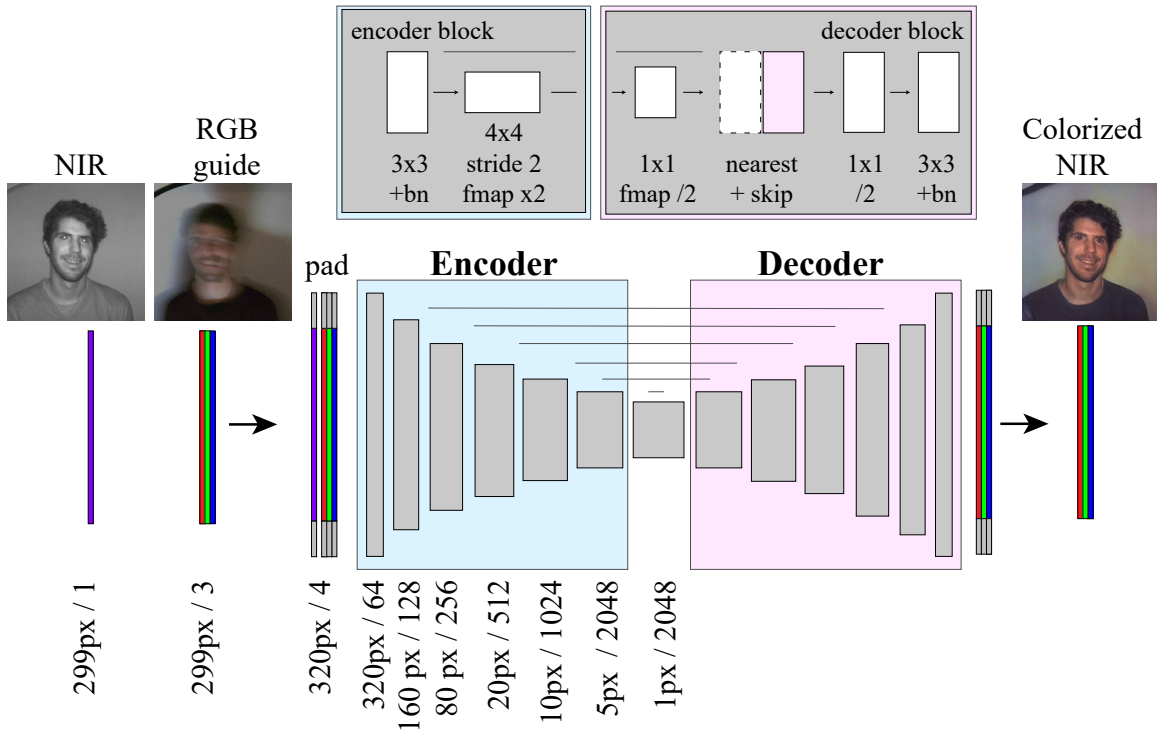 encoder block
3x3
+bn
4x4
stride 2
fmap x2
decoder block
1x1
fmap /2
nearest
+ skip
1x1
/2
3x3
+bn
NIR
RGB
guide
Colorized
NIR
pad
Encoder
Decoder
299px / 1
299px / 3
320px / 4
320px / 64
160 px / 128
80 px / 256
20px / 512
10px / 1024
5px / 2048
1px / 2048